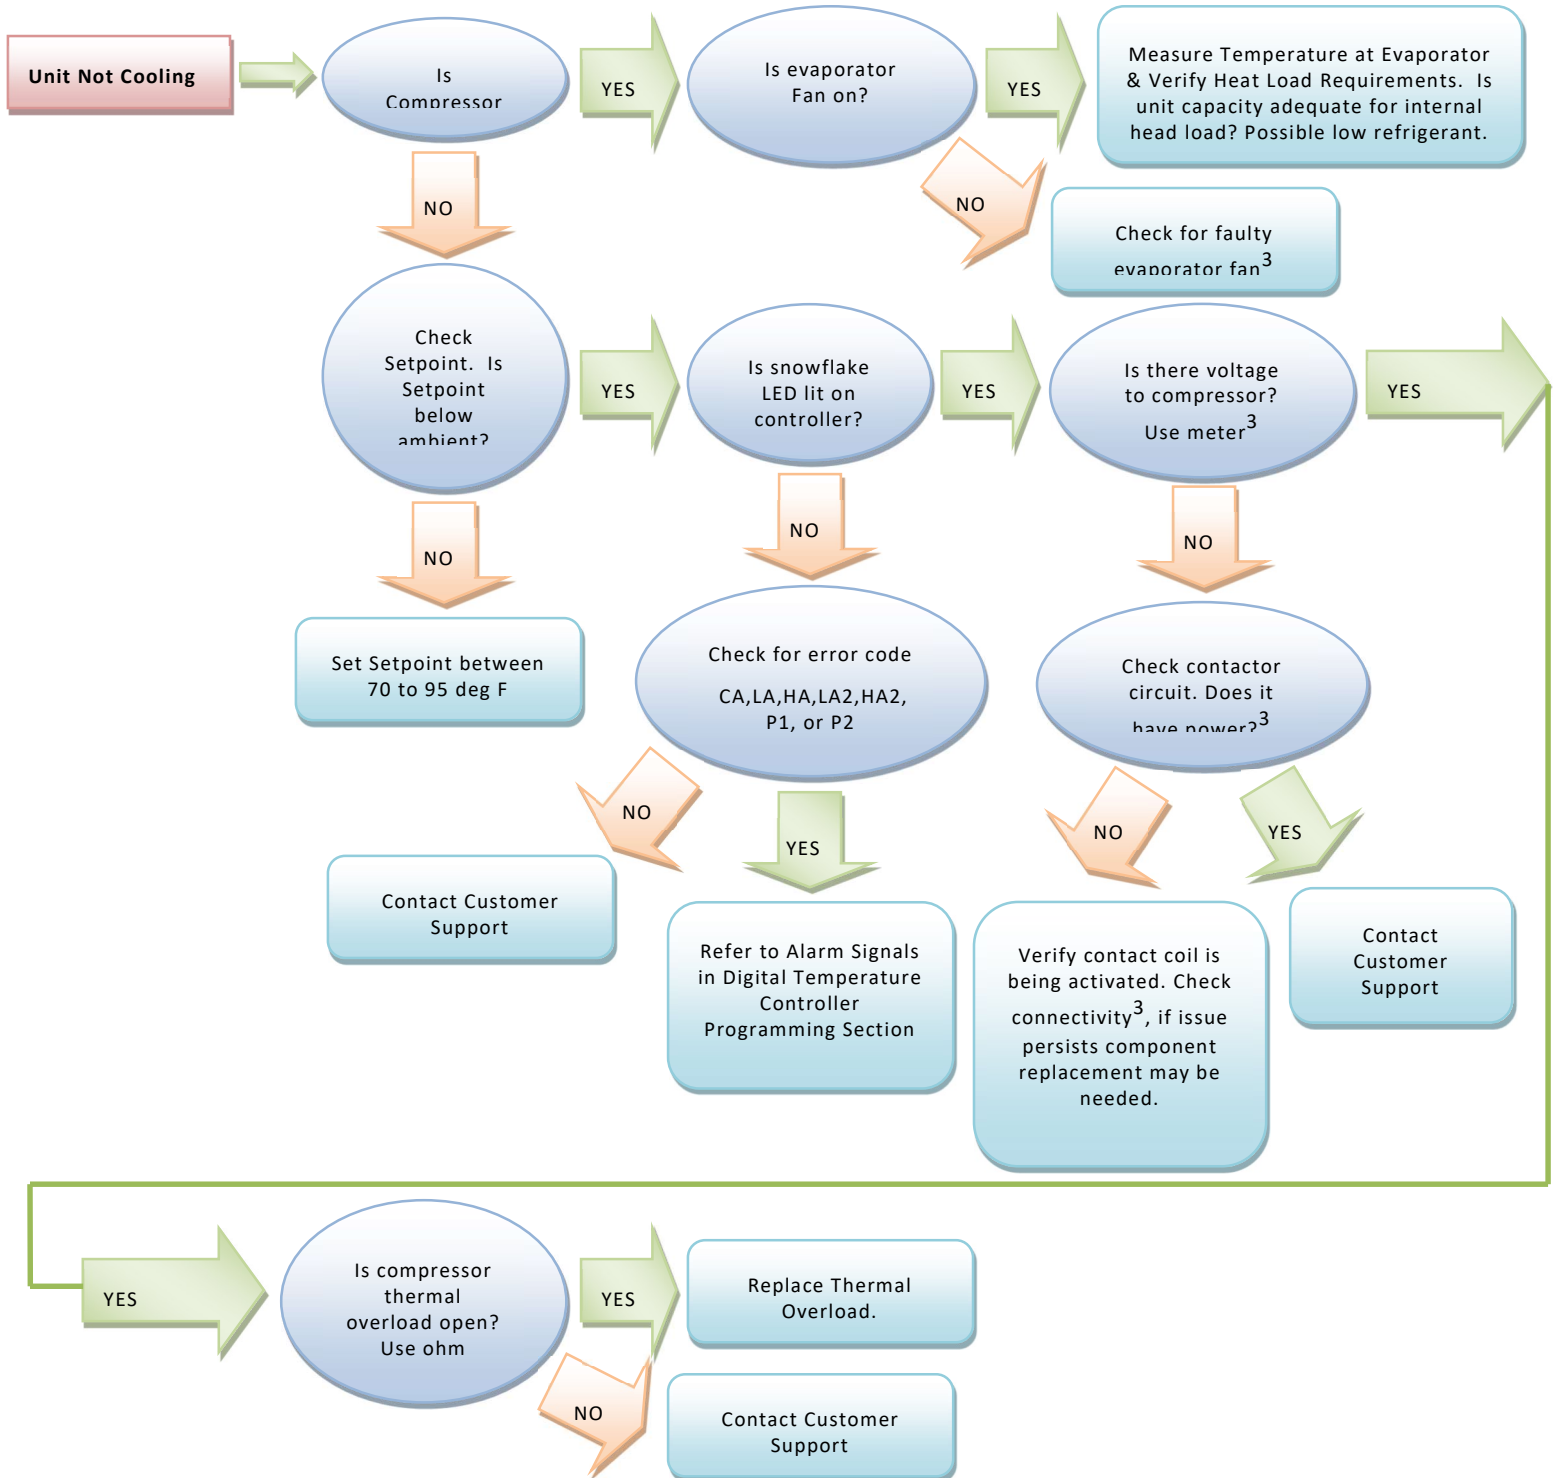 Unit Not Cooling
Is
Compressor
YES
Is evaporator
Fan on?
YES
Measure Temperature at Evaporator
& Verify Heat Load Requirements.  Is
unit capacity adequate for internal
head load? Possible low refrigerant.
NO
NO
Check for faulty
evaporator fan3
Check
Setpoint.  Is
Setpoint
below
ambient?
YES
Is snowflake
LED lit on
controller?
YES
Is there voltage
to compressor?
Use meter3
YES
NO
NO
NO
Set Setpoint between
70 to 95 deg F
Check for error code
CA,LA,HA,LA2,HA2,
P1, or P2
Check contactor
circuit. Does it
have power?3
NO
YES
NO
YES
Contact Customer
Support
Refer to Alarm Signals
in Digital Temperature
Controller
Programming Section
Verify contact coil is
being activated. Check
connectivity3, if issue
persists component
replacement may be
needed.
Contact
Customer
Support
YES
Is compressor
thermal
overload open?
Use ohm
YES
Replace Thermal
Overload.
NO
Contact Customer
Support